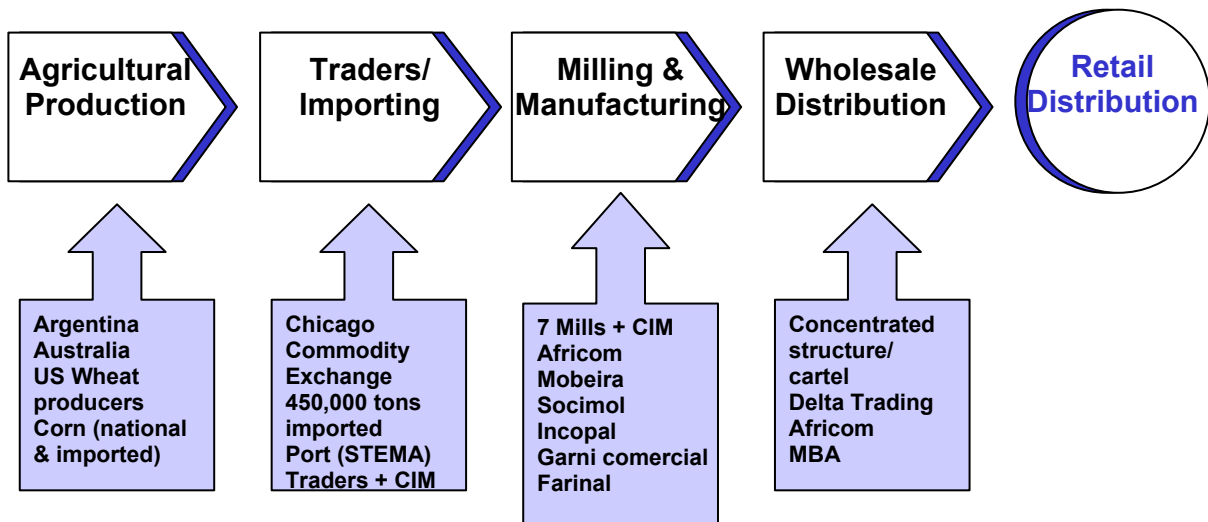 Agricultural
Production
Traders/
Importing
Milling &
Manufacturing
Wholesale
Distribution
Retail
Distribution
Argentina
Australia
US Wheat
producers
Corn (national
& imported)
Chicago
Commodity
Exchange
450,000 tons
imported
Port (STEMA)
Traders + CIM
7 Mills + CIM
Africom
Mobeira
Socimol
Incopal
Garni comercial
Farinal
Concentrated
structure/
cartel
Delta Trading
Africom
MBA